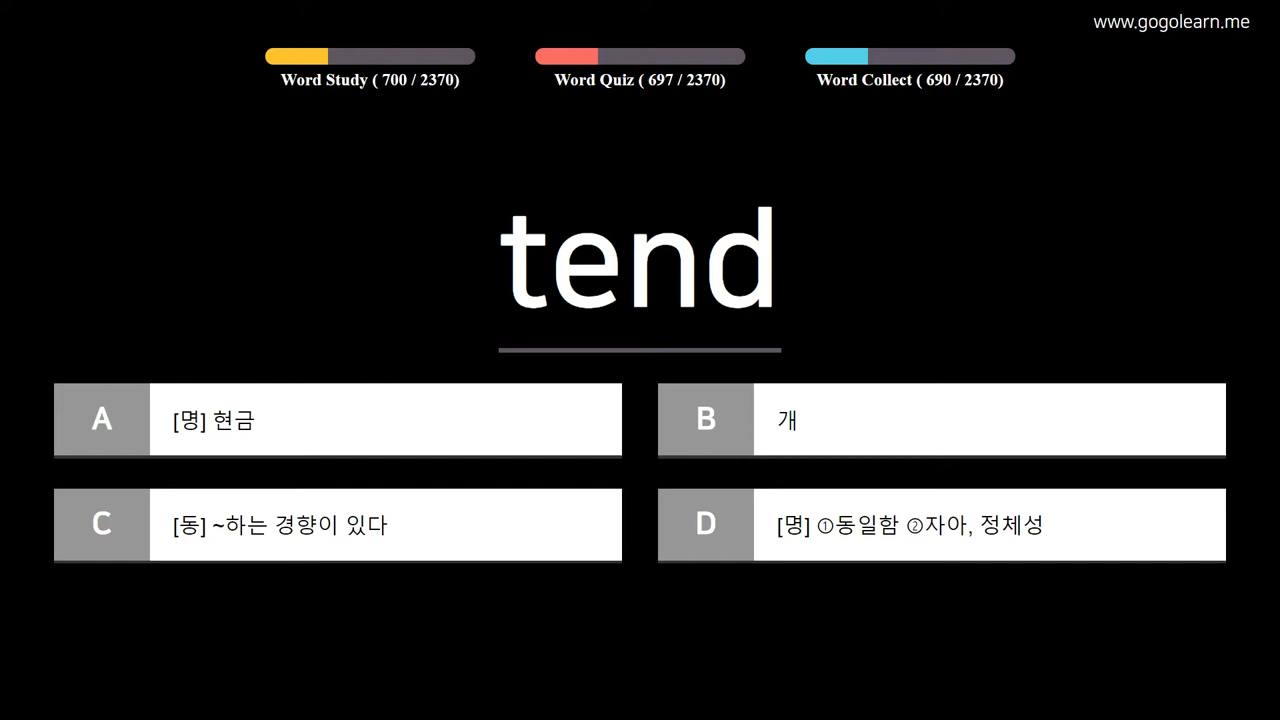 www.gogolearn.me
Word Study ( 700 / 2370)
Word Quiz ( 697 / 2370)
Word Collect ( 690 / 2370)
tend
A [명] 현금
B 개
C [동] ~하는 경향이 있다
D [명] ①동일함 ②자아, 정체성